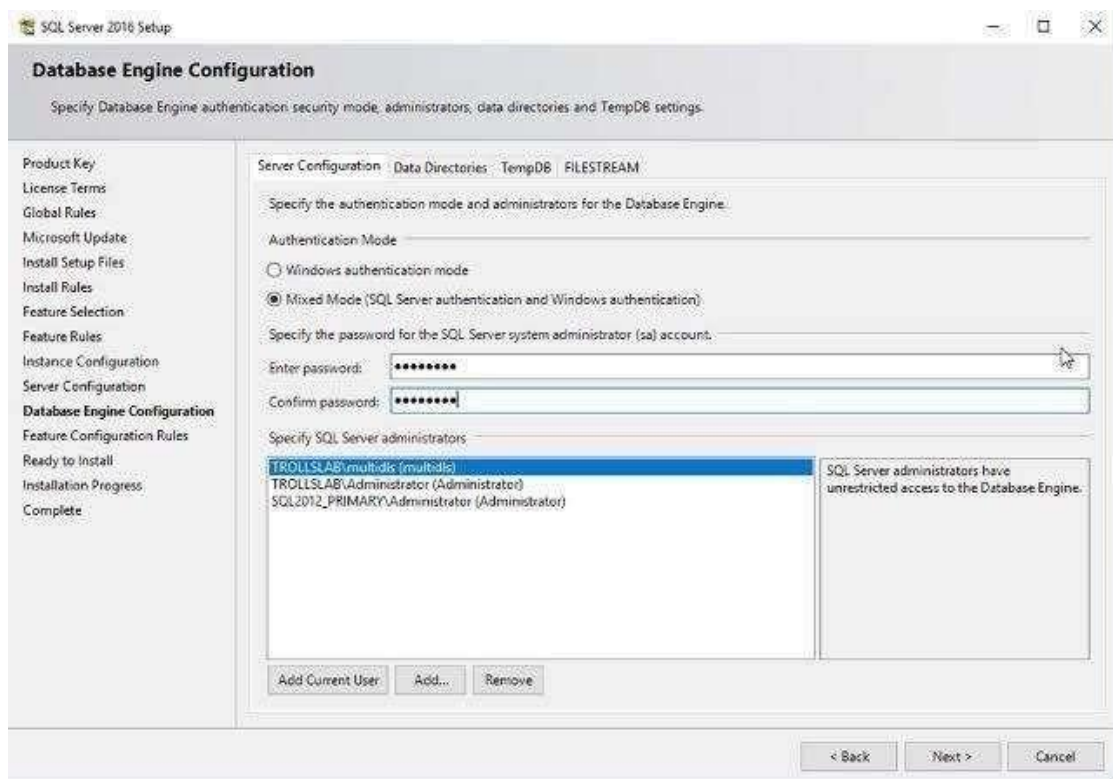 SQL Server 2016 Setup
Database Engine Configuration
Specify Database Engine authentication security mode, administrators, data directories and TempDB settings.
Product Key
License Terms
Global Rules
Microsoft Update
Install Setup Files
Install Rules
Feature Selection
Feature Rules
Instance Configuration
Server Configuration
Database Engine Configuration
Feature Configuration Rules
Ready to Install
Installation Progress
Complete
Server Configuration Data Directories TempDB FILESTREAM
Specify the authentication mode and administrators for the Database Engine.
Authentication Mode
Windows authentication mode
Mixed Mode (SQL Server authentication and Windows authentication)
Specify the password for the SQL Server system administrator (sa) account.
Enter password: ●●●●●●●●
Confirm password: ●●●●●●●●
Specify SQL Server administrators
TROLLSLAB\multidis (multidis)
TROLLSLAB\Administrator (Administrator)
SQL2012_PRIMARY\Administrator (Administrator)
SQL Server administrators have
unrestricted access to the Database Engine.
Add Current User Add... Remove
< Back Next > Cancel